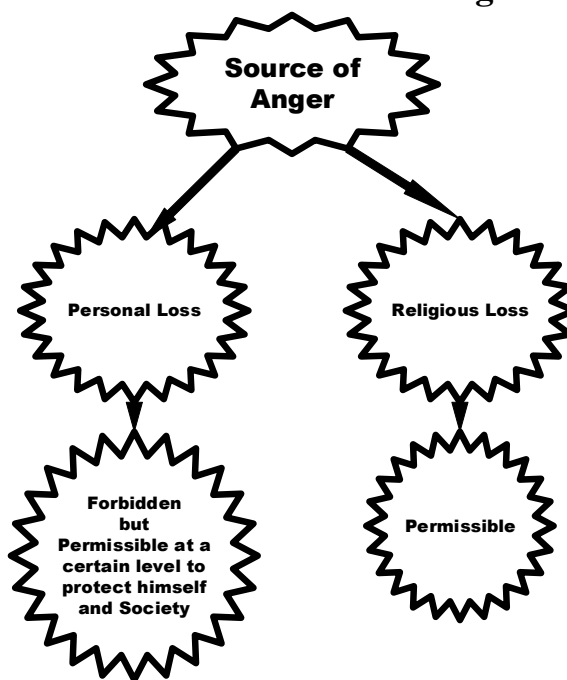 Source of
Anger
Personal Loss
Religious Loss
Forbidden
but
Permissible at a
certain level to
protect himself
and Society
Permissible